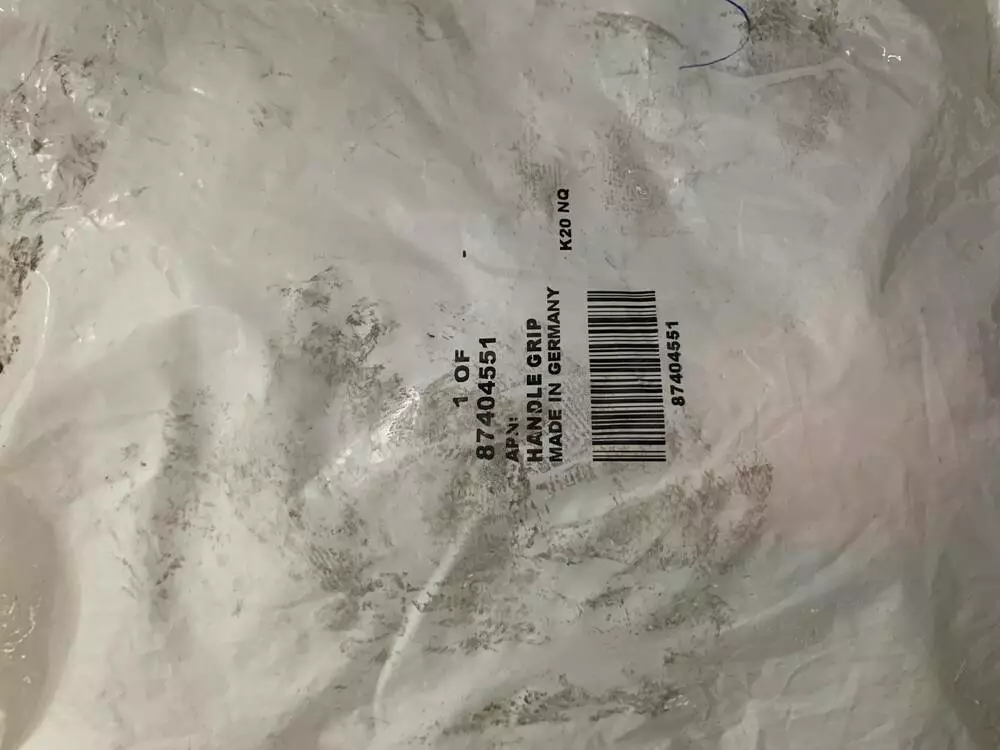 1 OF -
87404551
APN:
HANDLE GRIP
MADE IN GERMANY K20 NQ
87404551